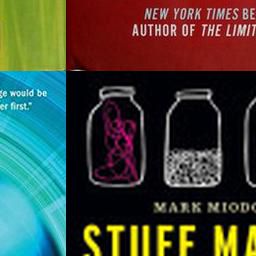 NEW YORK TIMES BE
AUTHOR OF THE LIMIT
ge would be
er first."
MARK MIODO
STUFF MA